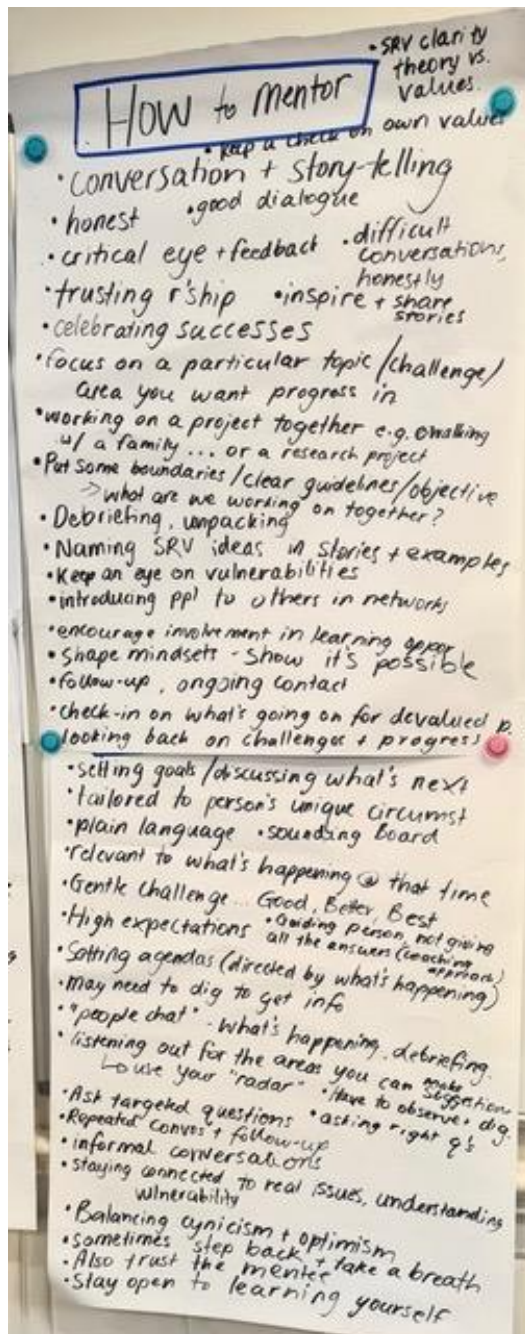 • SRV clarity
theory vs.
values.
How to mentor
• keep a check on own values
• conversation + story-telling
• honest • good dialogue
• critical eye + feedback • difficult
conversations,
honestly
• trusting r'ship • inspire + share
stories
• celebrating successes
• focus on a particular topic/challenge/
area you want progress in
• working on a project together e.g. walking
w/ a family... or a research project
• Put some boundaries/clear guidelines/objective
→ what are we working on together?
• Debriefing, unpacking
• Naming SRV ideas in stories + examples
• Keep an eye on vulnerabilities
• introducing ppl to others in networks
• encourage involvement in learning oppor
• Shape mindsets - show it's possible
• follow-up, ongoing contact
• check-in on what's going on for devalued p.
• looking back on challenges + progress
• setting goals/discussing what's next
• tailored to person's unique circumst
• plain language • sounding board
• relevant to what's happening @ that time
• Gentle challenge... Good, Better, Best
• High expectations • Guiding person, not giving
all the answers (coaching
approach)
• Setting agendas (directed by what's happening)
• may need to dig to get info
• "people chat" - what's happening, debriefing.
• listening out for the areas you can make
suggestions
↳ use your "radar" • Have to observe + dig.
• Ask targeted questions • asking right q's
• Repeated convos + follow-up
• informal conversations
• staying connected to real issues, understanding
vulnerability
• Balancing cynicism + optimism
• Sometimes step back + take a breath
• Also trust the mentee
• Stay open to learning yourself